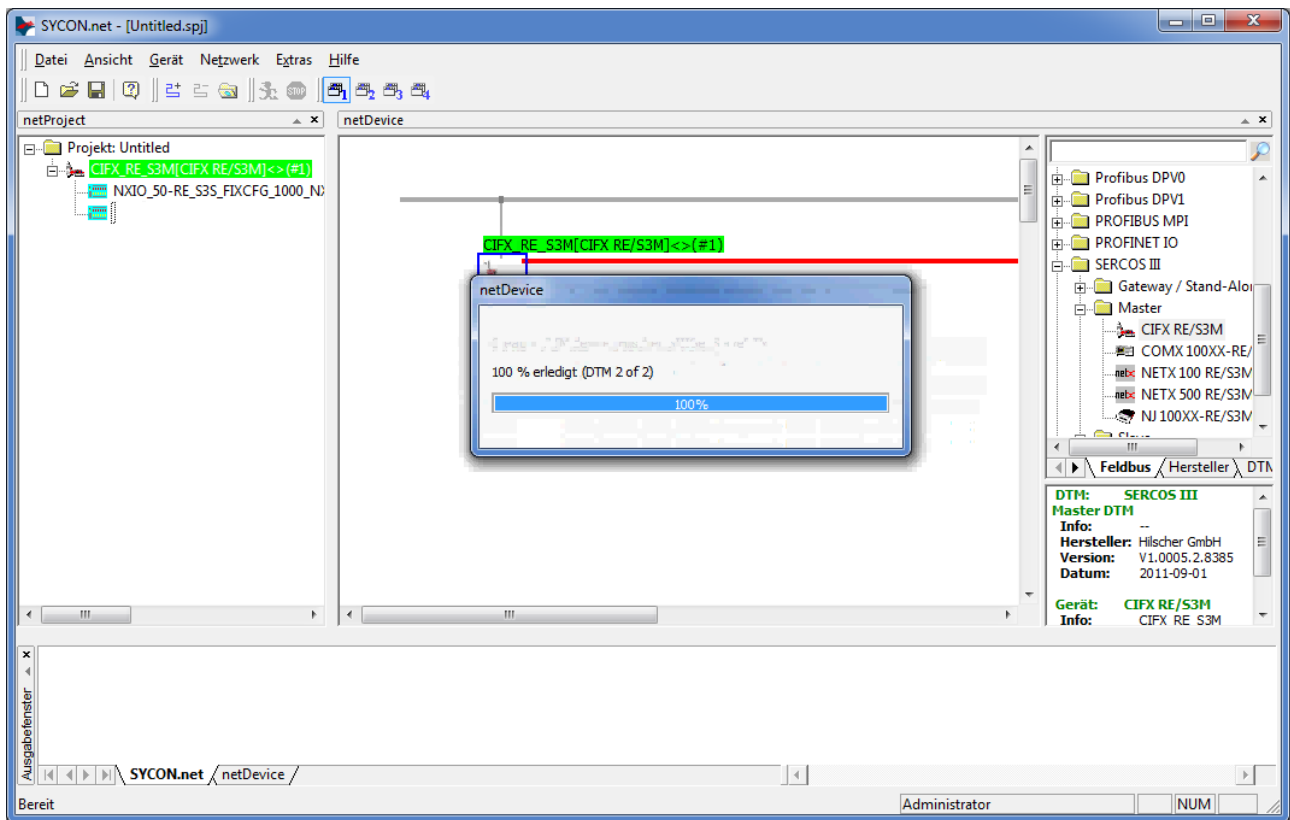 SYCON.net - [Untitled.spj]
Datei Ansicht Gerät Netzwerk Extras Hilfe
netProject
netDevice
Projekt: Untitled
CIFX_RE_S3M[CIFX RE/S3M]<>(#1)
NXIO_50-RE_S3S_FIXCFG_1000_NX
CIFX_RE_S3M[CIFX RE/S3M]<>(#1)
netDevice
100 % erledigt (DTM 2 of 2)
100%
Profibus DPV0
Profibus DPV1
PROFIBUS MPI
PROFINET IO
SERCOS III
Gateway / Stand-Alo
Master
CIFX RE/S3M
COMX 100XX-RE/
NETX 100 RE/S3M
NETX 500 RE/S3M
NJ 100XX-RE/S3M
Feldbus Hersteller DTM
DTM: SERCOS III
Master DTM
Info: --
Hersteller: Hilscher GmbH
Version: V1.0005.2.8385
Datum: 2011-09-01
Gerät: CIFX RE/S3M
Info: CIFX RE S3M
Ausgabefenster
SYCON.net netDevice
Bereit
Administrator
NUM